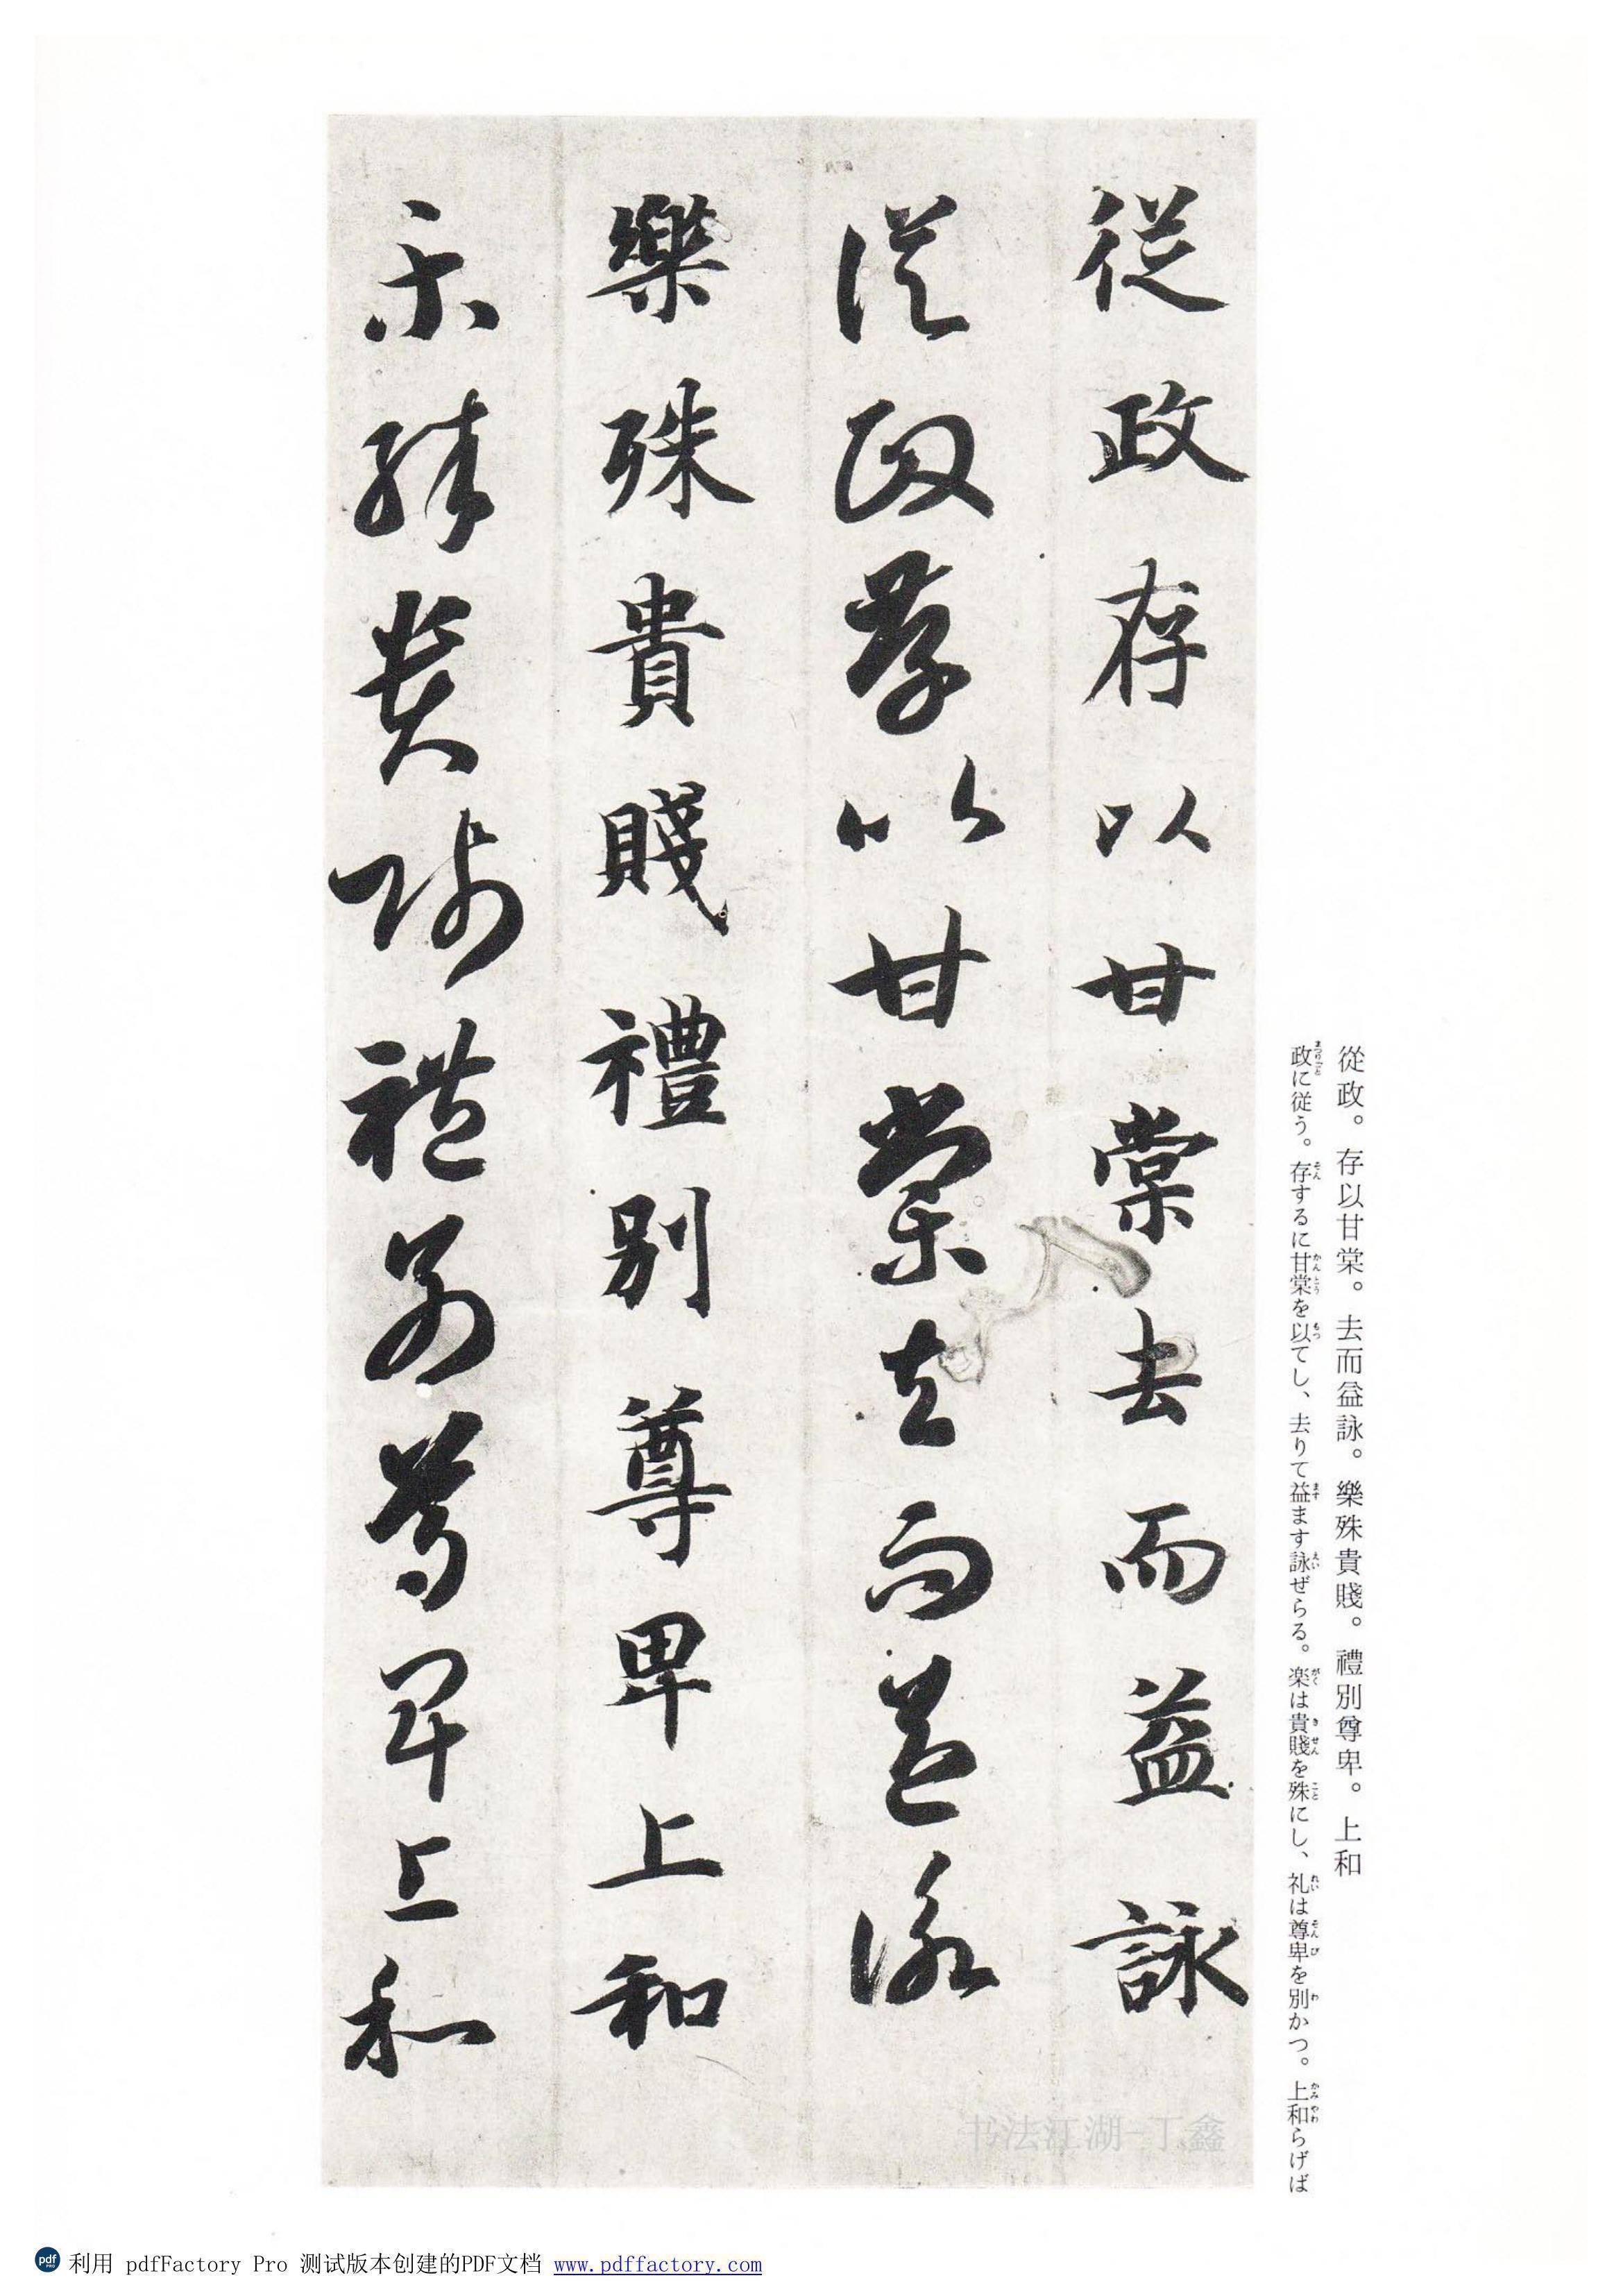 從政。存以甘棠。去而益詠。樂殊貴賤。禮別尊卑。上和
政に従う。存するに甘棠を以てし、去りて益ます詠ぜらる。楽は貴賤を殊にし、礼は尊卑を別かつ。上和らげば
従政存以甘棠去而益詠
従政存以甘棠去而益詠
樂殊貴賤禮别尊卑上和
樂殊貴賤禮别尊卑上和
书法江湖-丁鑫
利用 pdfFactory Pro 测试版本创建的PDF文档 www.pdffactory.com